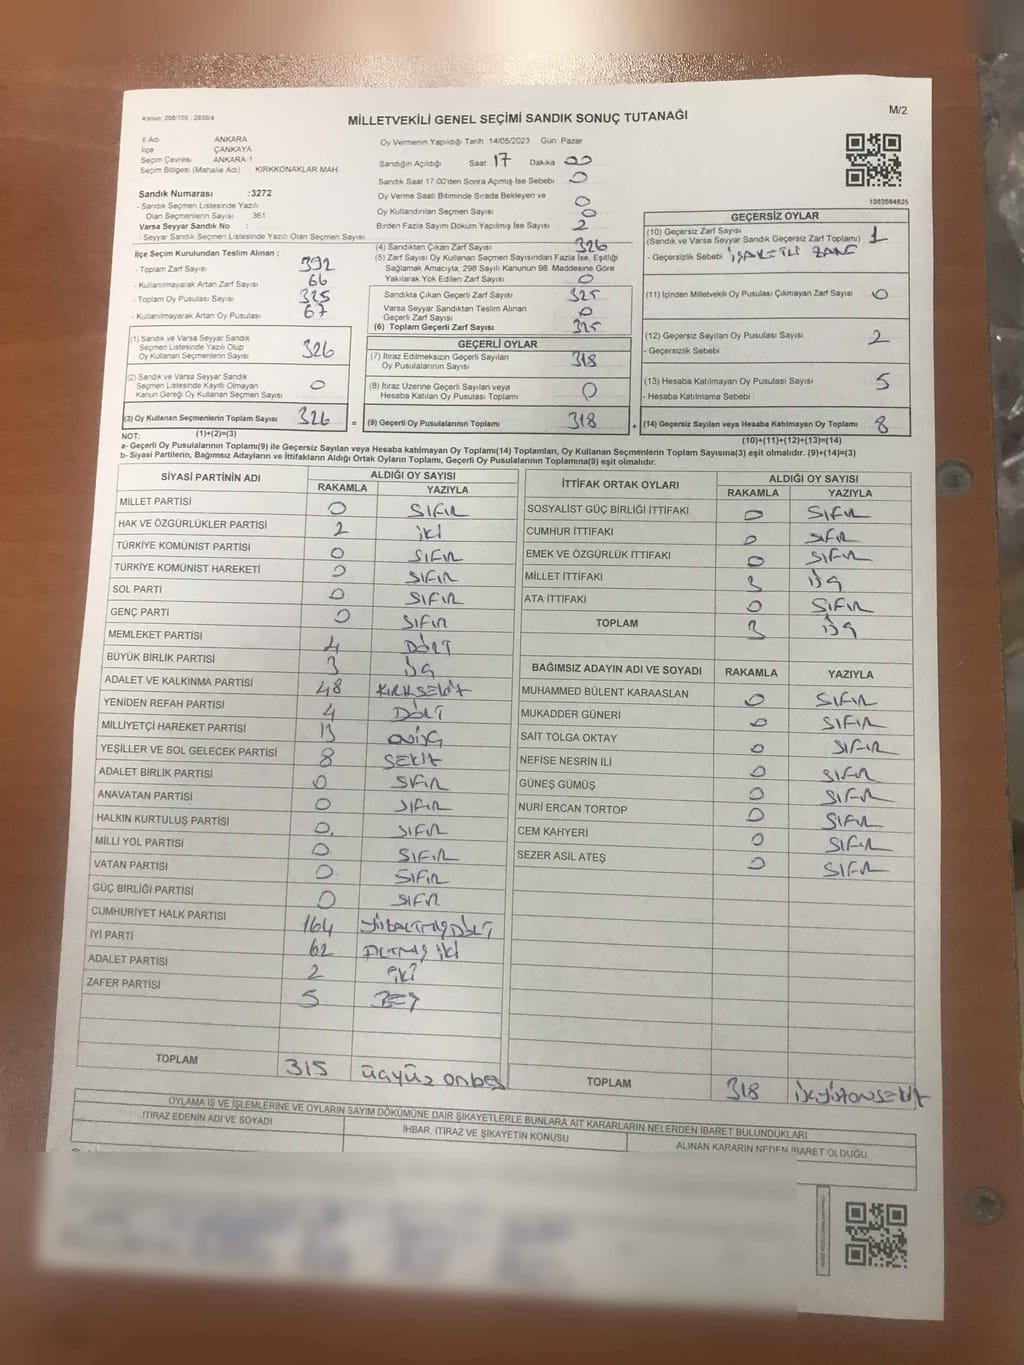 Kanun: 298/105 : 2839/4
MİLLETVEKİLİ GENEL SEÇİMİ SANDIK SONUÇ TUTANAĞI
M/2
İl Adı ANKARA
İlçe ÇANKAYA
Seçim Çevresi ANKARA-1
Seçim Bölgesi (Mahalle Adı) KIRKKONAKLAR MAH
Sandık Numarası :3272
- Sandık Seçmen Listesinde Yazılı
Olan Seçmenlerin Sayısı 361
Varsa Seyyar Sandık No :
- Seyyar Sandık Seçmen Listesinde Yazılı Olan Seçmen Sayısı
İlçe Seçim Kurulundan Teslim Alınan ;
- Toplam Zarf Sayısı 392
- Kullanılmayarak Artan Zarf Sayısı 66
- Toplam Oy Pusulası Sayısı 325
- Kullanılmayarak Artan Oy Pusulası 67
(1) Sandık ve Varsa Seyyar Sandık
Seçmen Listesinde Yazılı Olup
Oy Kullanan Seçmenlerin Sayısı 326
(2) Sandık ve Varsa Seyyar Sandık
Seçmen Listesinde Kayıtlı Olmayan
Kanun Gereği Oy Kullanan Seçmen Sayısı 0
(3) Oy Kullanan Seçmenlerin Toplam Sayısı 326
(1)+(2)=(3)
Oy Vermenin Yapıldığı Tarih 14/05/2023 Gün: Pazar
Sandığın Açıldığı Saat 17 Dakika 00
Sandık Saat 17.00'den Sonra Açılmış İse Sebebi 0
Oy Verme Saati Bitiminde Sırada Bekleyen ve
Oy Kullandırılan Seçmen Sayısı 0
0
Birden Fazla Sayım Döküm Yapılmış İse Sayısı 2
(4) Sandıktan Çıkan Zarf Sayısı 326
(5) Zarf Sayısı Oy Kullanan Seçmen Sayısından Fazla İse, Eşitliği
Sağlamak Amacıyla, 298 Sayılı Kanunun 98. Maddesine Göre
Yakılarak Yok Edilen Zarf Sayısı 0
Sandıkta Çıkan Geçerli Zarf Sayısı 325
Varsa Seyyar Sandıktan Teslim Alınan
Geçerli Zarf Sayısı 0
(6) Toplam Geçerli Zarf Sayısı 325
GEÇERLİ OYLAR
(7) İtiraz Edilmeksizin Geçerli Sayılan
Oy Pusulalarının Sayısı 318
(8) İtiraz Üzerine Geçerli Sayılan veya
Hesaba Katılan Oy Pusulası Toplamı 0
= (9) Geçerli Oy Pusulalarının Toplamı 318
1083584825
GEÇERSİZ OYLAR
(10) Geçersiz Zarf Sayısı
(Sandık ve Varsa Seyyar Sandık Geçersiz Zarf Toplamı) 1
- Geçersizlik Sebebi İŞARETLİ ZARF
(11) İçinden Milletvekili Oy Pusulası Çıkmayan Zarf Sayısı 0
(12) Geçersiz Sayılan Oy Pusulası Sayısı 2
- Geçersizlik Sebebi
(13) Hesaba Katılmayan Oy Pusulası Sayısı 5
- Hesaba Katılmama Sebebi
+ (14) Geçersiz Sayılan veya Hesaba Katılmayan Oy Toplamı 8
(10)+(11)+(12)+(13)=(14)
NOT:
a- Geçerli Oy Pusulalarının Toplamı(9) ile Geçersiz Sayılan veya Hesaba katılmayan Oy Toplamı(14) Toplamları, Oy Kullanan Seçmenlerin Toplam Sayısına(3) eşit olmalıdır. (9)+(14)=(3)
b- Siyasi Partilerin, Bağımsız Adayların ve İttifakların Aldığı Ortak Oyların Toplamı, Geçerli Oy Pusulalarının Toplamına(9) eşit olmalıdır.
SİYASİ PARTİNİN ADI ALDIĞI OY SAYISI
RAKAMLA YAZIYLA
MİLLET PARTİSİ 0 SIFIR
HAK VE ÖZGÜRLÜKLER PARTİSİ 2 İKİ
TÜRKİYE KOMÜNİST PARTİSİ 0 SIFIR
TÜRKİYE KOMÜNİST HAREKETİ 0 SIFIR
SOL PARTİ 0 SIFIR
GENÇ PARTİ 0 SIFIR
MEMLEKET PARTİSİ 4 DÖRT
BÜYÜK BİRLİK PARTİSİ 3 ÜÇ
ADALET VE KALKINMA PARTİSİ 48 KIRKSEKİZ
YENİDEN REFAH PARTİSİ 4 DÖRT
MİLLİYETÇİ HAREKET PARTİSİ 13 ONÜÇ
YEŞİLLER VE SOL GELECEK PARTİSİ 8 SEKİZ
ADALET BİRLİK PARTİSİ 0 SIFIR
ANAVATAN PARTİSİ 0 SIFIR
HALKIN KURTULUŞ PARTİSİ 0 SIFIR
MİLLİ YOL PARTİSİ 0 SIFIR
VATAN PARTİSİ 0 SIFIR
GÜÇ BİRLİĞİ PARTİSİ 0 SIFIR
CUMHURİYET HALK PARTİSİ 164 YÜZALTMIŞDÖRT
İYİ PARTİ 62 ALTMIŞ İKİ
ADALET PARTİSİ 2 İKİ
ZAFER PARTİSİ 5 BEŞ
TOPLAM 315 üçyüz onbeş
İTTİFAK ORTAK OYLARI ALDIĞI OY SAYISI
RAKAMLA YAZIYLA
SOSYALİST GÜÇ BİRLİĞİ İTTİFAKI 0 SIFIR
CUMHUR İTTİFAKI 0 SIFIR
EMEK VE ÖZGÜRLÜK İTTİFAKI 0 SIFIR
MİLLET İTTİFAKI 3 ÜÇ
ATA İTTİFAKI 0 SIFIR
TOPLAM 3 ÜÇ
BAĞIMSIZ ADAYIN ADI VE SOYADI RAKAMLA YAZIYLA
MUHAMMED BÜLENT KARAASLAN 0 SIFIR
MUKADDER GÜNERİ 0 SIFIR
SAİT TOLGA OKTAY 0 SIFIR
NEFİSE NESRİN İLİ 0 SIFIR
GÜNEŞ GÜMÜŞ 0 SIFIR
NURİ ERCAN TORTOP 0 SIFIR
CEM KAHYERİ 0 SIFIR
SEZER ASİL ATEŞ 0 SIFIR
TOPLAM 318
OYLAMA İŞ VE İŞLEMLERİNE VE OYLARIN SAYIM DÖKÜMÜNE DAİR ŞİKAYETLERLE BUNLARA AİT KARARLARIN NELERDEN İBARET BULUNDUKLARI
İTİRAZ EDENİN ADI VE SOYADI İHBAR, İTİRAZ VE ŞİKAYETİN KONUSU ALINAN KARARIN NEDEN İBARET OLDUĞU